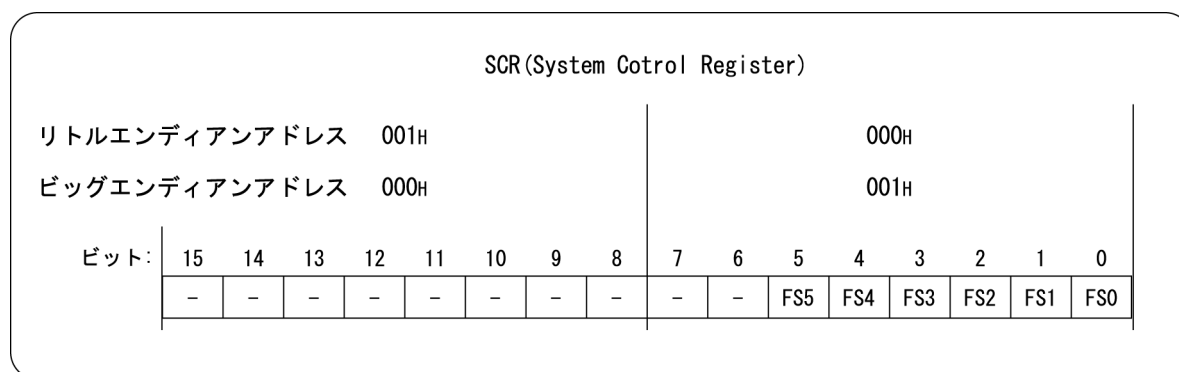 SCR(System Cotrol Register)
リトルエンディアンアドレス 001H 000H
ビッグエンディアンアドレス 000H 001H
ビット: 15 14 13 12 11 10 9 8 7 6 5 4 3 2 1 0
- - - - - - - - - - FS5 FS4 FS3 FS2 FS1 FS0